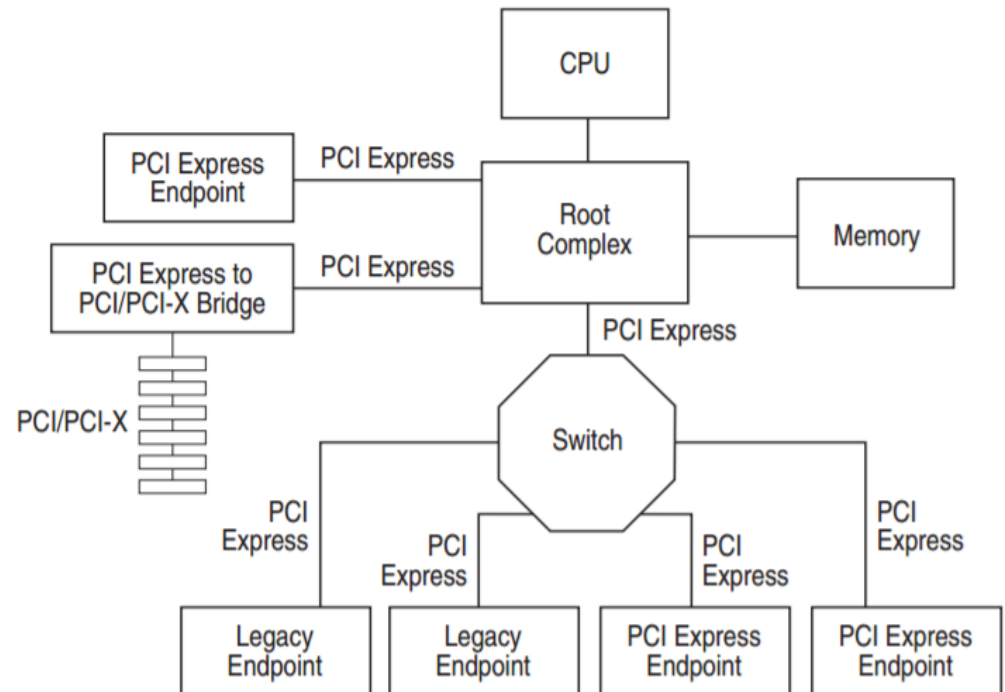 CPU
PCI Express
Endpoint
PCI Express
Root
Complex
Memory
PCI Express to
PCI/PCI-X Bridge
PCI Express
PCI Express
PCI/PCI-X
Switch
PCI
Express
PCI
Express
PCI
Express
PCI
Express
Legacy
Endpoint
Legacy
Endpoint
PCI Express
Endpoint
PCI Express
Endpoint